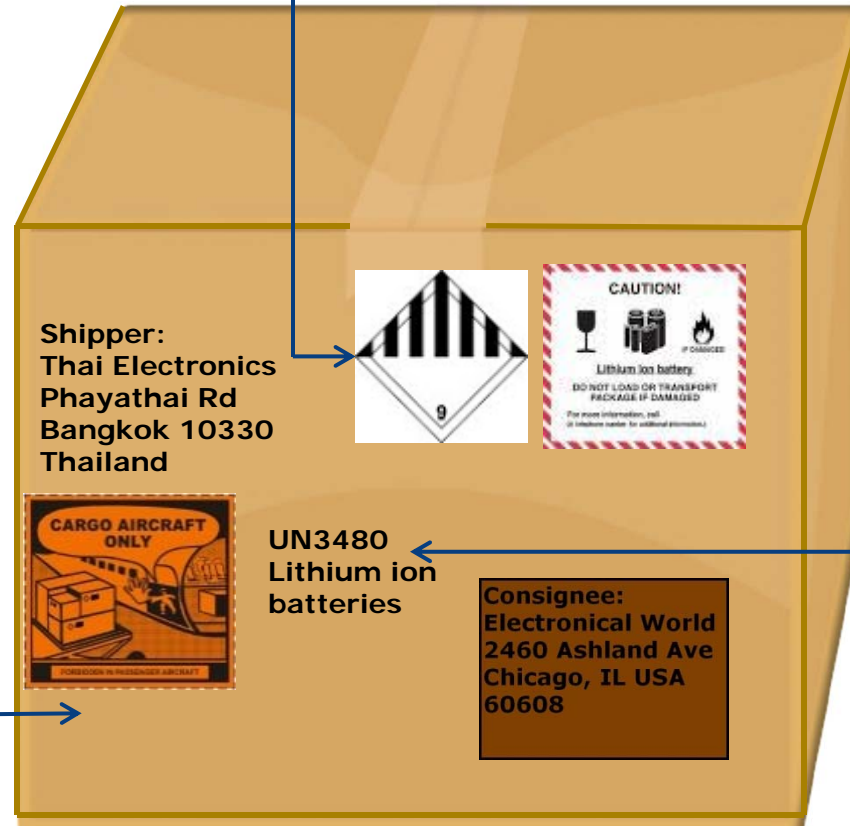 Shipper:
Thai Electronics
Phayathai Rd
Bangkok 10330
Thailand
9
CAUTION!
IF DAMAGED
Lithium ion battery
DO NOT LOAD OR TRANSPORT
PACKAGE IF DAMAGED
For more information, call
CARGO AIRCRAFT
ONLY
FORBIDDEN IN PASSENGER AIRCRAFT
UN3480
Lithium ion
batteries
Consignee:
Electronical World
2460 Ashland Ave
Chicago, IL USA
60608